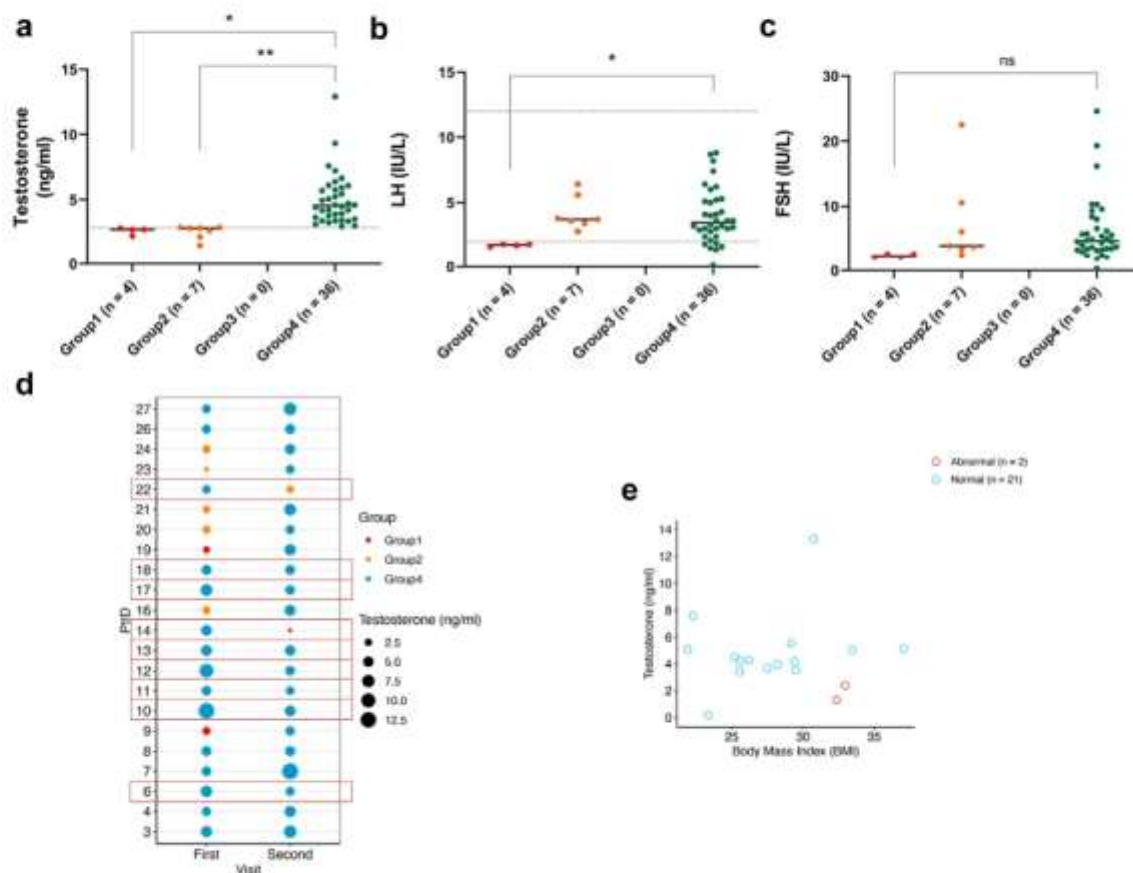 a
*
**
15
10
5
0
Testosterone
(ng/ml)
Group1 (n = 4)
Group2 (n = 7)
Group3 (n = 0)
Group4 (n = 36)
b
*
15
10
5
0
LH (IU/L)
Group1 (n = 4)
Group2 (n = 7)
Group3 (n = 0)
Group4 (n = 36)
c
ns
30
20
10
0
FSH (IU/L)
Group1 (n = 4)
Group2 (n = 7)
Group3 (n = 0)
Group4 (n = 36)
d
27
26
24
23
22
21
20
19
18
17
16
14
13
12
11
10
9
8
7
6
4
3
PtID
First
Second
Visit
Group
Group1
Group2
Group4
Testosterone (ng/ml)
2.5
5.0
7.5
10.0
12.5
e
Abnormal (n = 2)
Normal (n = 21)
14
12
10
8
6
4
2
0
Testosterone (ng/ml)
25
30
35
Body Mass Index (BMI)